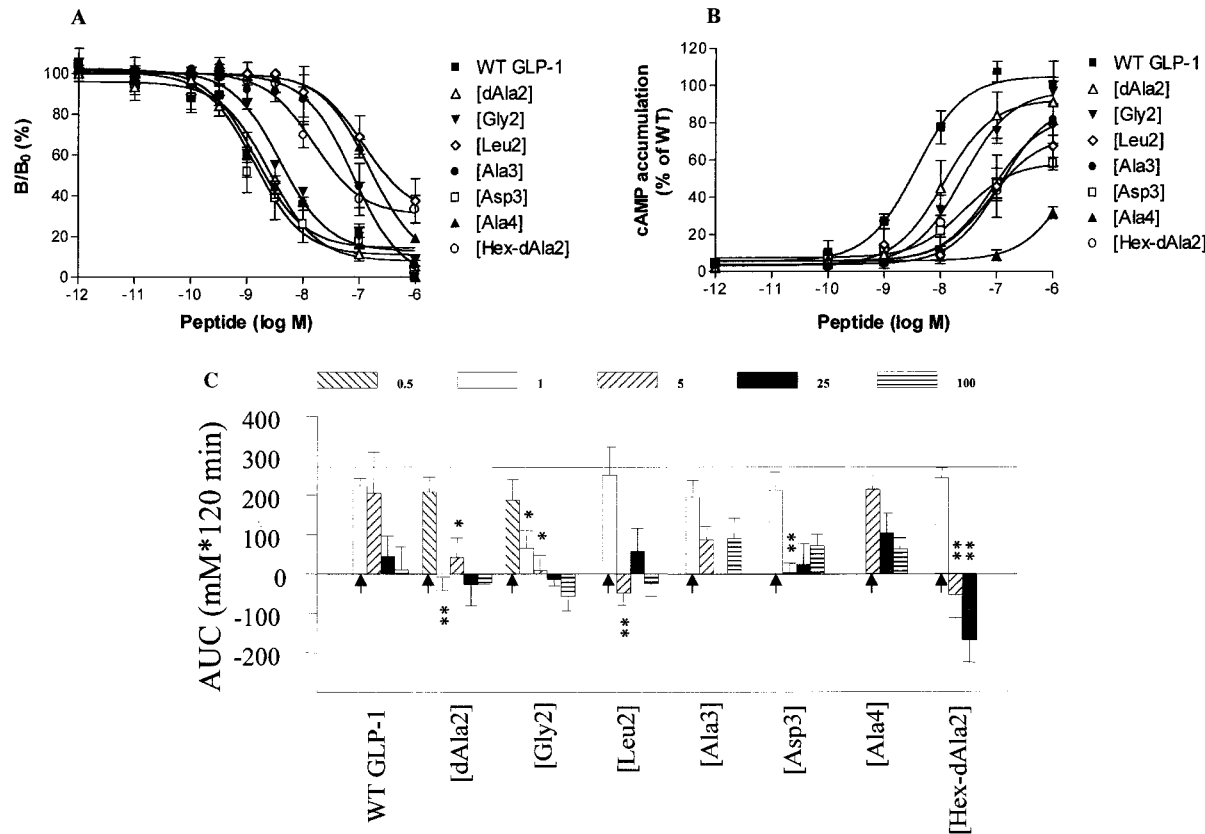 A
B/B₀ (%)
120
100
80
60
40
20
0
-12
-11
-10
-9
-8
-7
-6
Peptide (log M)
WT GLP-1
[dAla2]
[Gly2]
[Leu2]
[Ala3]
[Asp3]
[Ala4]
[Hex-dAla2]
B
cAMP accumulation
(% of WT)
120
100
80
60
40
20
0
-12
-11
-10
-9
-8
-7
-6
Peptide (log M)
WT GLP-1
[dAla2]
[Gly2]
[Leu2]
[Ala3]
[Asp3]
[Ala4]
[Hex-dAla2]
C
0.5
1
5
25
100
AUC (mM*120 min)
400
300
200
100
0
-100
-200
**
*
*
*
**
**
**
**
WT GLP-1
[dAla2]
[Gly2]
[Leu2]
[Ala3]
[Asp3]
[Ala4]
[Hex-dAla2]